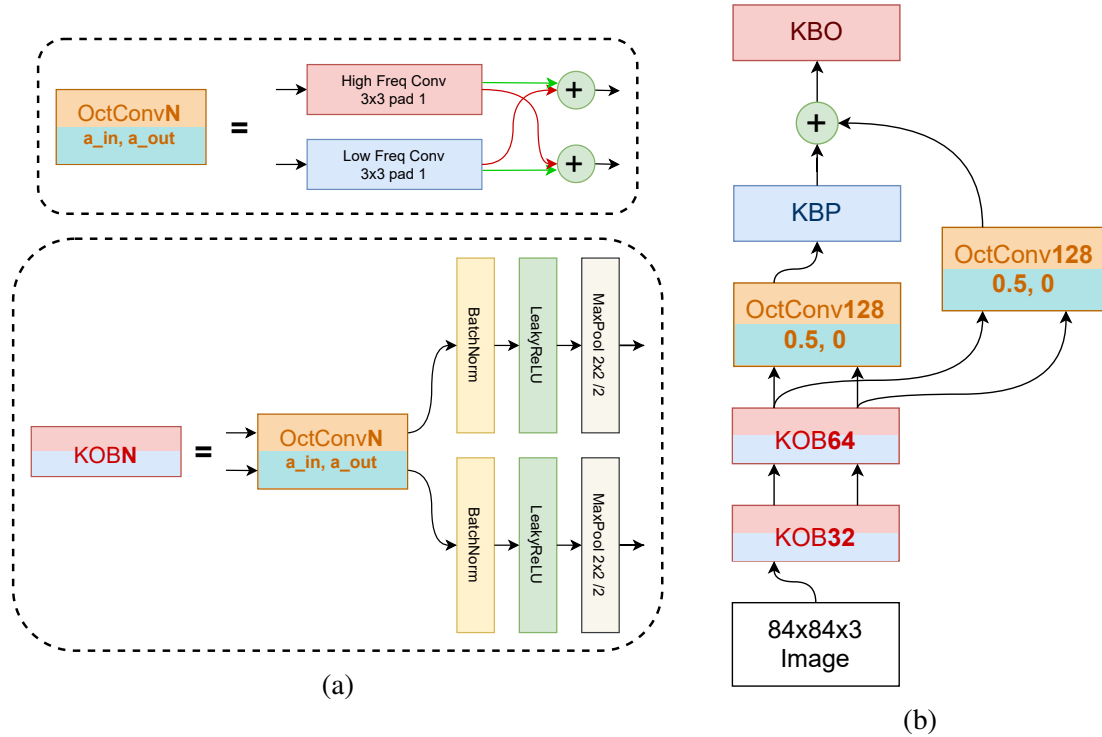 OctConvN
a_in, a_out
=
High Freq Conv
3x3 pad 1
Low Freq Conv
3x3 pad 1
+
+
KOBN
=
OctConvN
a_in, a_out
BatchNorm
LeakyReLU
MaxPool 2x2 /2
BatchNorm
LeakyReLU
MaxPool 2x2 /2
(a)
KBO
+
KBP
OctConv128
0.5, 0
OctConv128
0.5, 0
KOB64
KOB32
84x84x3
Image
(b)